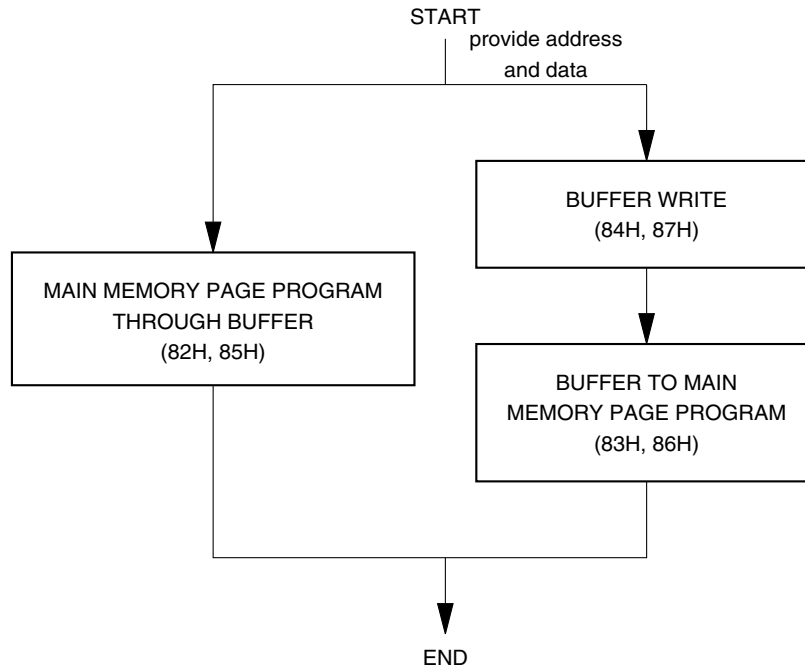 START
provide address
and data
BUFFER WRITE
(84H, 87H)
MAIN MEMORY PAGE PROGRAM
THROUGH BUFFER
(82H, 85H)
BUFFER TO MAIN
MEMORY PAGE PROGRAM
(83H, 86H)
END